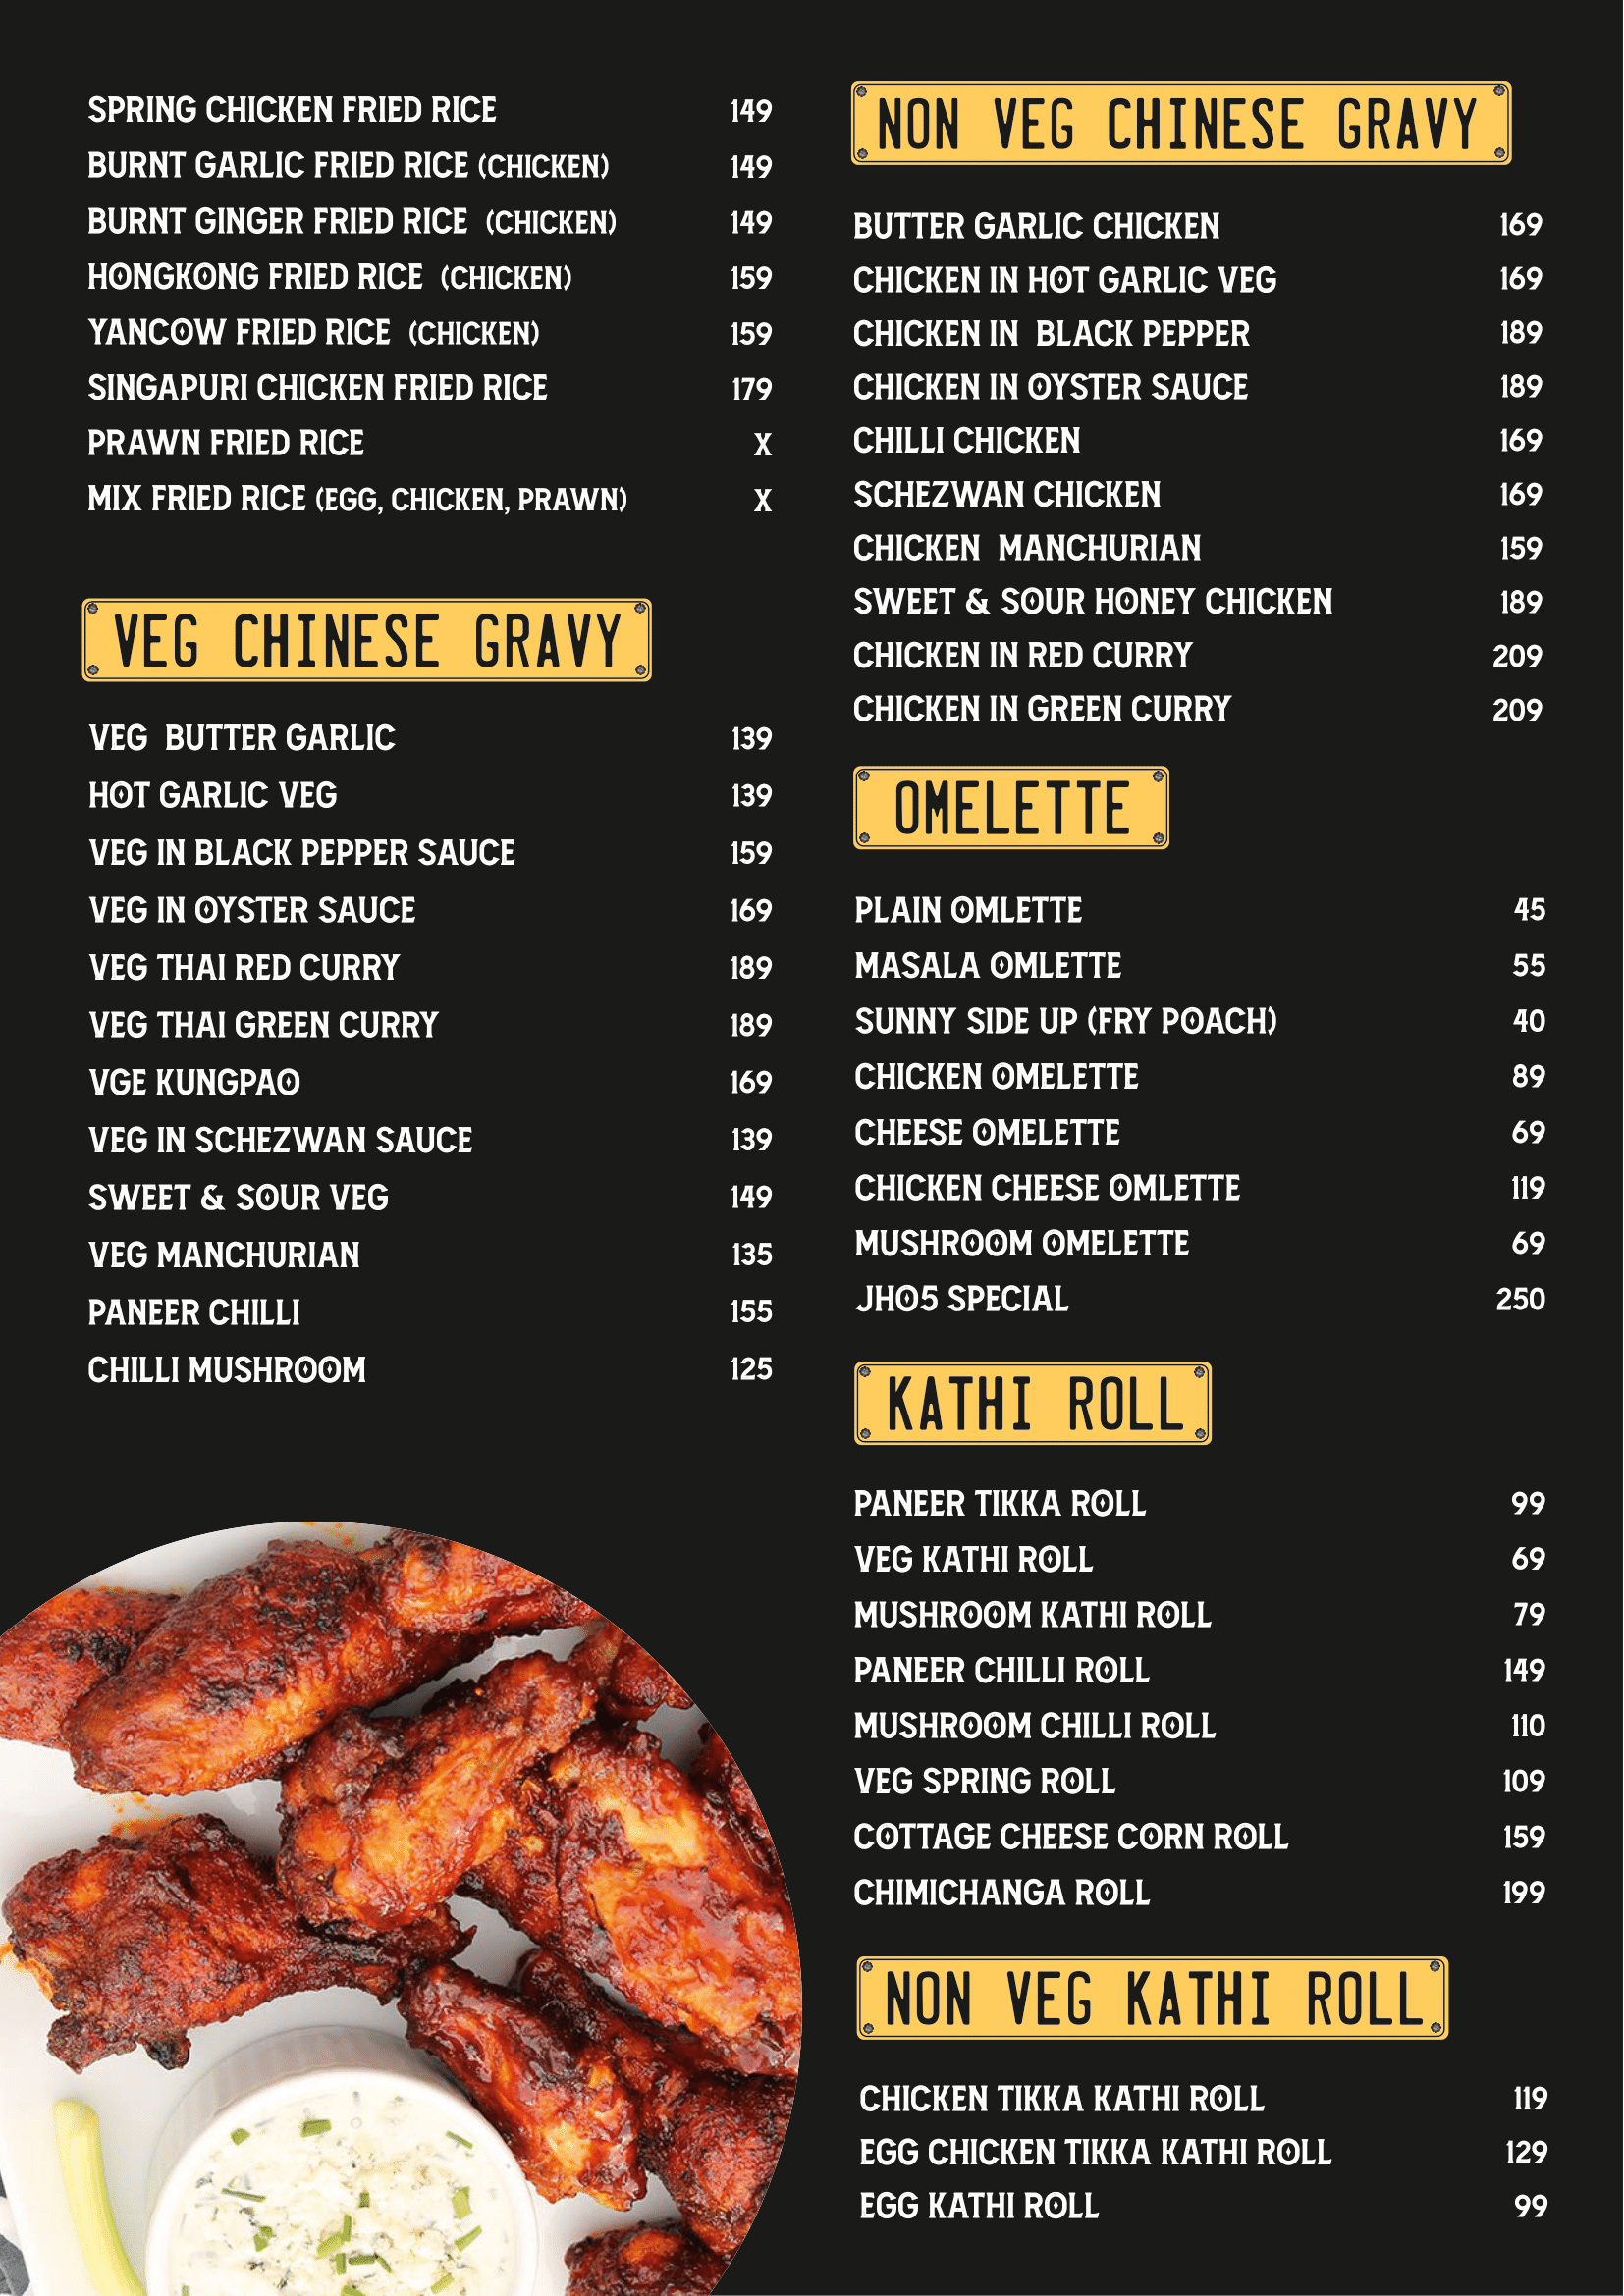 SPRING CHICKEN FRIED RICE 149
BURNT GARLIC FRIED RICE (CHICKEN) 149
BURNT GINGER FRIED RICE (CHICKEN) 149
HONGKONG FRIED RICE (CHICKEN) 159
YANCOW FRIED RICE (CHICKEN) 159
SINGAPURI CHICKEN FRIED RICE 179
PRAWN FRIED RICE X
MIX FRIED RICE (EGG, CHICKEN, PRAWN) X
VEG CHINESE GRAVY
VEG BUTTER GARLIC 139
HOT GARLIC VEG 139
VEG IN BLACK PEPPER SAUCE 159
VEG IN OYSTER SAUCE 169
VEG THAI RED CURRY 189
VEG THAI GREEN CURRY 189
VGE KUNGPAO 169
VEG IN SCHEZWAN SAUCE 139
SWEET & SOUR VEG 149
VEG MANCHURIAN 135
PANEER CHILLI 155
CHILLI MUSHROOM 125
NON VEG CHINESE GRAVY
BUTTER GARLIC CHICKEN 169
CHICKEN IN HOT GARLIC VEG 169
CHICKEN IN BLACK PEPPER 189
CHICKEN IN OYSTER SAUCE 189
CHILLI CHICKEN 169
SCHEZWAN CHICKEN 169
CHICKEN MANCHURIAN 159
SWEET & SOUR HONEY CHICKEN 189
CHICKEN IN RED CURRY 209
CHICKEN IN GREEN CURRY 209
OMELETTE
PLAIN OMLETTE 45
MASALA OMLETTE 55
SUNNY SIDE UP (FRY POACH) 40
CHICKEN OMELETTE 89
CHEESE OMELETTE 69
CHICKEN CHEESE OMLETTE 119
MUSHROOM OMELETTE 69
JHO5 SPECIAL 250
KATHI ROLL
PANEER TIKKA ROLL 99
VEG KATHI ROLL 69
MUSHROOM KATHI ROLL 79
PANEER CHILLI ROLL 149
MUSHROOM CHILLI ROLL 110
VEG SPRING ROLL 109
COTTAGE CHEESE CORN ROLL 159
CHIMICHANGA ROLL 199
NON VEG KATHI ROLL
CHICKEN TIKKA KATHI ROLL 119
EGG CHICKEN TIKKA KATHI ROLL 129
EGG KATHI ROLL 99